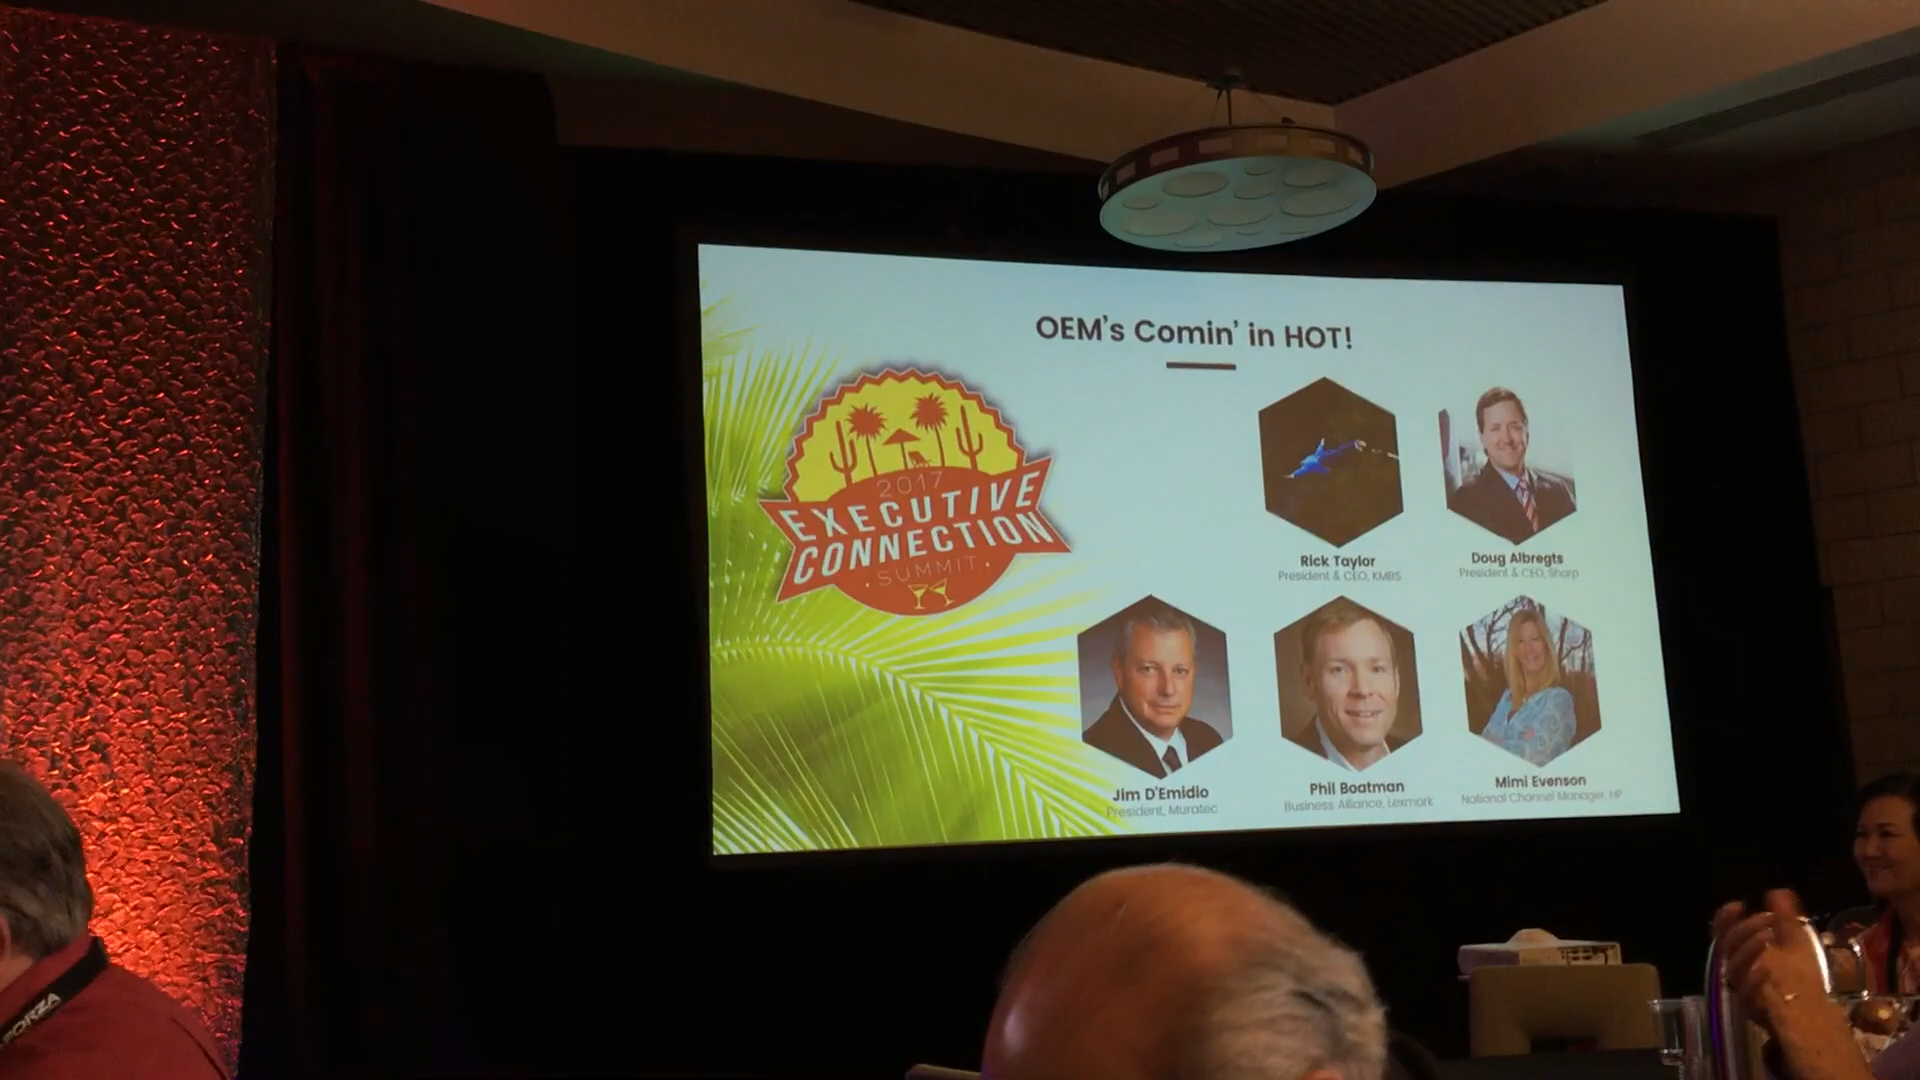 OEM's Comin' in HOT!
2017
EXECUTIVE
CONNECTION
SUMMIT
Rick Taylor
President & CEO, KMBS
Doug Albregts
President & CEO, Sharp
Jim D'Emidio
President, Muratec
Phil Boatman
Business Alliance, Lexmark
Mimi Evenson
National Channel Manager, HP
FORZA